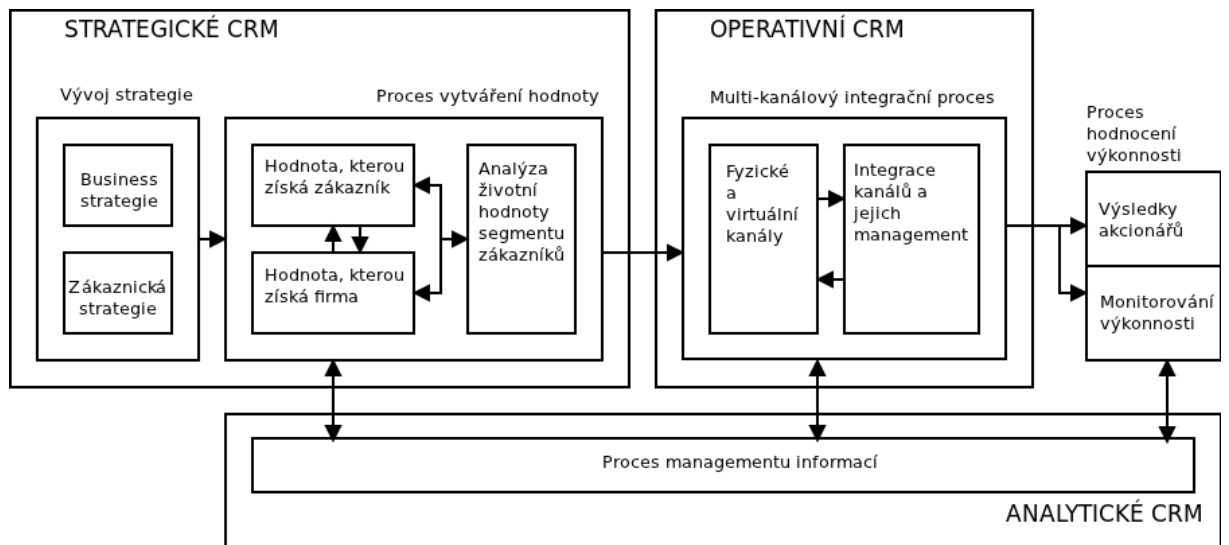 STRATEGICKÉ CRM
Vývoj strategie
Business
strategie
Zákaznická
strategie
Proces vytváření hodnoty
Hodnota, kterou
získá zákazník
Hodnota, kterou
získá firma
Analýza
životní
hodnoty
segmentu
zákazníků
OPERATIVNÍ CRM
Multi-kanálový integrační proces
Fyzické
a
virtuální
kanály
Integrace
kanálů a
jejich
management
Proces
hodnocení
výkonnosti
Výsledky
akcionářů
Monitorování
výkonnosti
Proces managementu informací
ANALYTICKÉ CRM